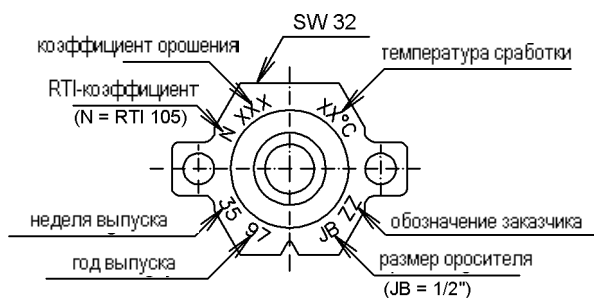 SW 32
коэффициент орошения
температура сработки
RTI-коэффициент
(N = RTI 105)
N XXX
XX°C
35 97
JB ZZ
неделя выпуска
обозначение заказчика
год выпуска
размер оросителя
(JB = 1/2")